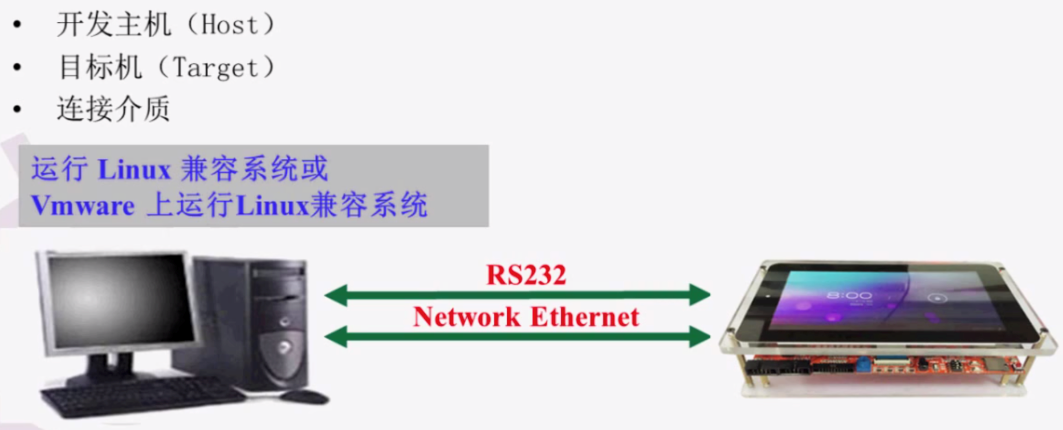 • 开发主机（Host）
• 目标机（Target）
• 连接介质
运行 Linux 兼容系统或
Vmware 上运行Linux兼容系统
RS232
Network Ethernet
8:00